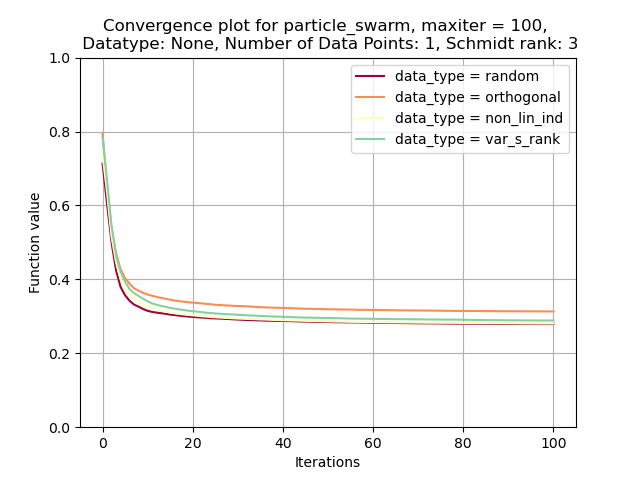 Convergence plot for particle_swarm, maxiter = 100,
Datatype: None, Number of Data Points: 1, Schmidt rank: 3
1.0
0.8
0.6
0.4
0.2
0.0
Function value
data_type = random
data_type = orthogonal
data_type = non_lin_ind
data_type = var_s_rank
0 20 40 60 80 100
Iterations